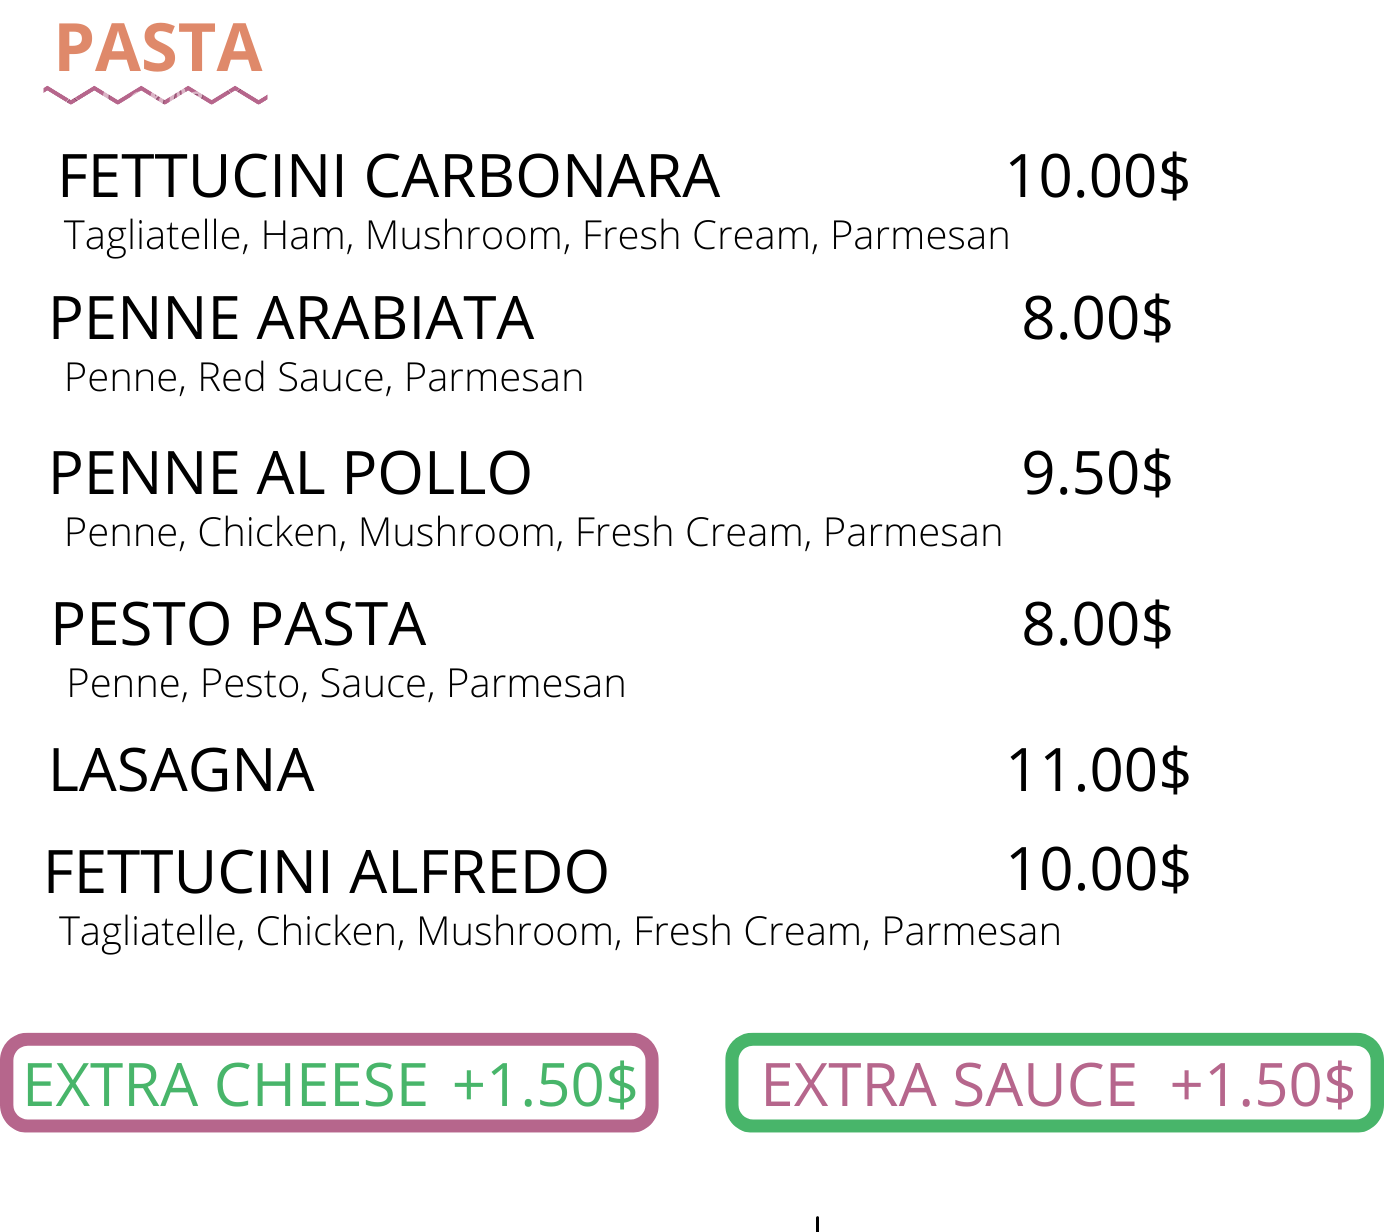 PASTA
FETTUCINI CARBONARA 10.00$
Tagliatelle, Ham, Mushroom, Fresh Cream, Parmesan
PENNE ARABIATA 8.00$
Penne, Red Sauce, Parmesan
PENNE AL POLLO 9.50$
Penne, Chicken, Mushroom, Fresh Cream, Parmesan
PESTO PASTA 8.00$
Penne, Pesto, Sauce, Parmesan
LASAGNA 11.00$
FETTUCINI ALFREDO 10.00$
Tagliatelle, Chicken, Mushroom, Fresh Cream, Parmesan
EXTRA CHEESE +1.50$ EXTRA SAUCE +1.50$